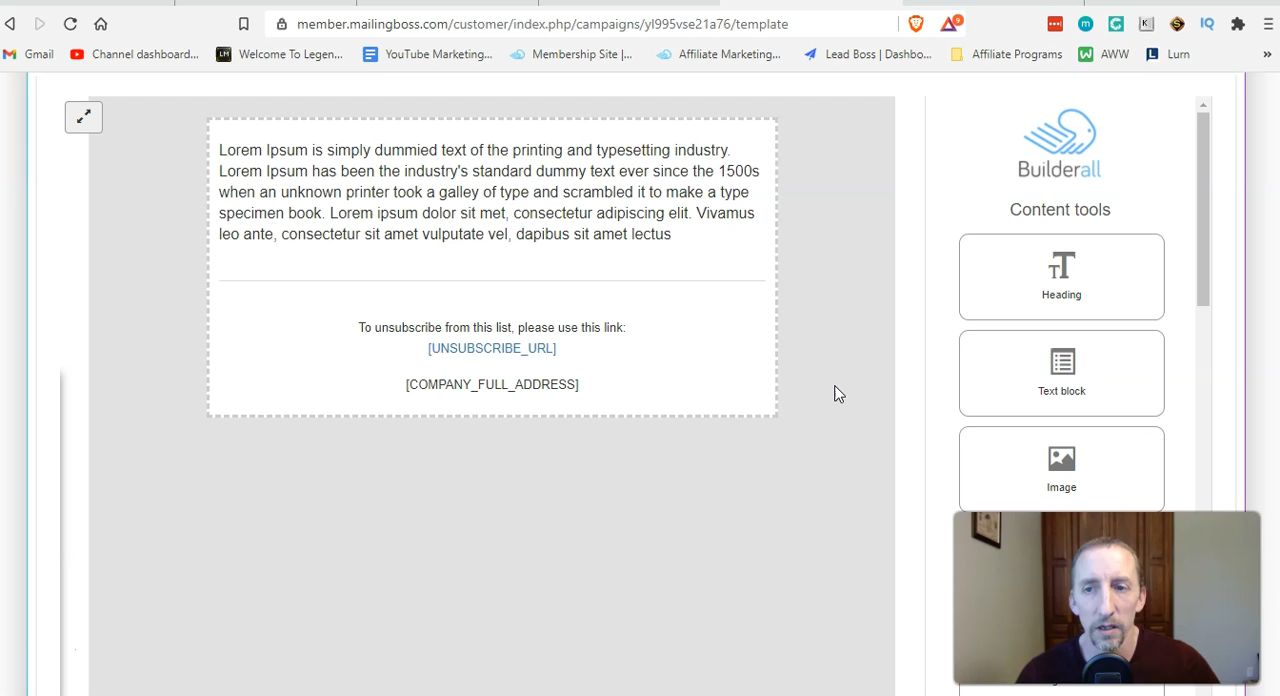 member.mailingboss.com/customer/index.php/campaigns/yl995vse21a76/template
9
K
IQ
Gmail
Channel dashboard...
LM
Welcome To Legen...
YouTube Marketing...
Membership Site |...
Affiliate Marketing...
Lead Boss | Dashbo...
Affiliate Programs
AWW
Lurn
»
Lorem Ipsum is simply dummied text of the printing and typesetting industry.
Lorem Ipsum has been the industry's standard dummy text ever since the 1500s
when an unknown printer took a galley of type and scrambled it to make a type
specimen book. Lorem ipsum dolor sit met, consectetur adipiscing elit. Vivamus
leo ante, consectetur sit amet vulputate vel, dapibus sit amet lectus
To unsubscribe from this list, please use this link:
[UNSUBSCRIBE_URL]
[COMPANY_FULL_ADDRESS]
Builderall
Content tools
Heading
Text block
Image